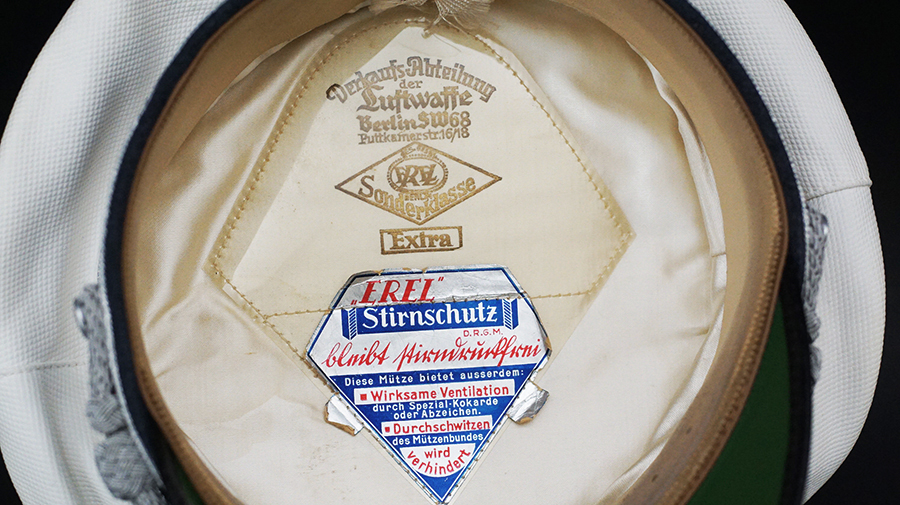 Verkaufs-Abteilung
der
Luftwaffe
Berlin SW68
Puttkamerstr. 16/18
EREL
Sonderklasse
Extra
„EREL"
Stirnschutz
D.R.G.M.
bleibt stirndruckfrei
Diese Mütze bietet ausserdem:
Wirksame Ventilation
durch Spezial-Kokarde
oder Abzeichen.
Durchschwitzen
des Mützenbundes
wird
verhindert